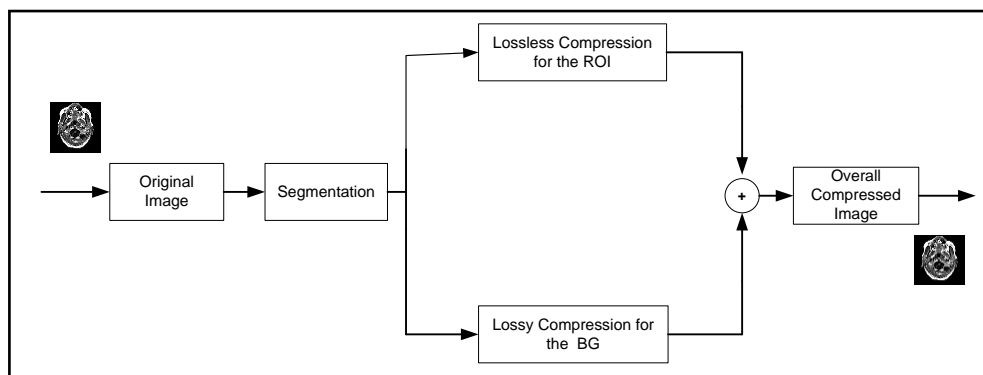 Lossless Compression
for the ROI
Original
Image
Segmentation
+
Overall
Compressed
Image
Lossy Compression for
the BG